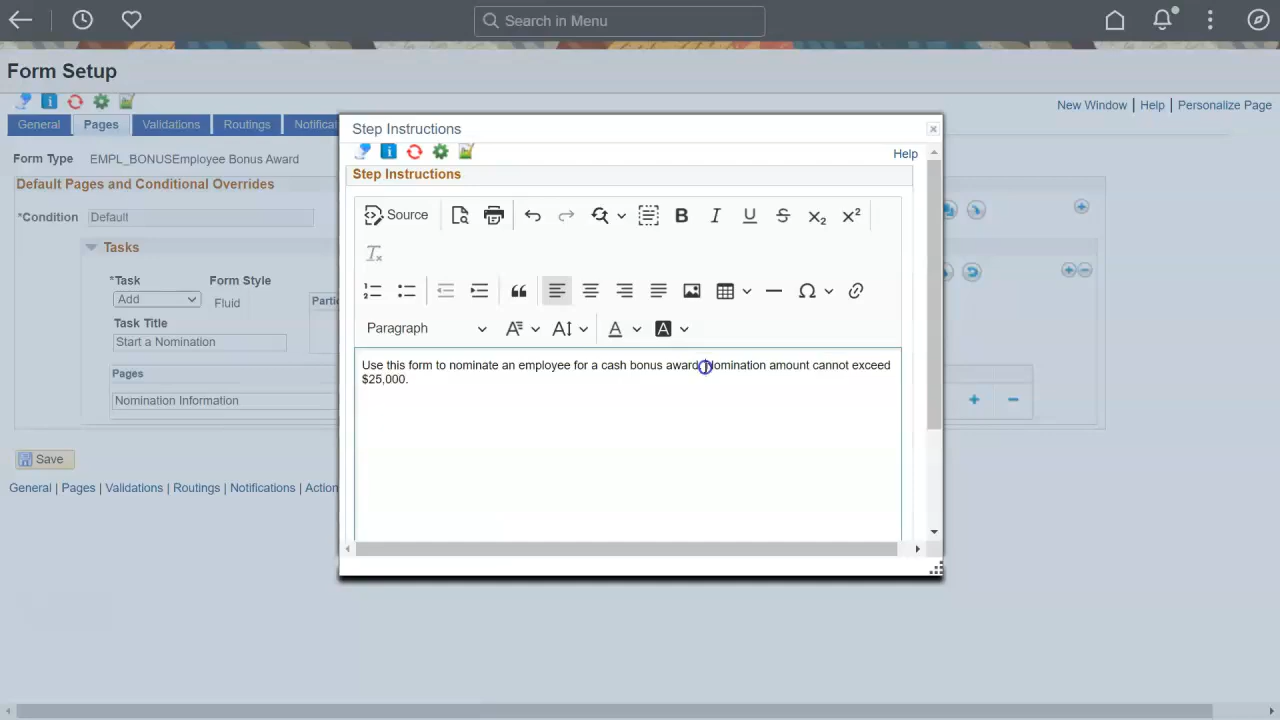 Search in Menu
Form Setup
New Window | Help | Personalize Page
General
Pages
Validations
Routings
Notificat
Form Type EMPL_BONUSEmployee Bonus Award
Default Pages and Conditional Overrides
*Condition Default
Tasks
*Task
Form Style
Add
Fluid
Partic
Task Title
Start a Nomination
Pages
Nomination Information
Save
General | Pages | Validations | Routings | Notifications | Action
Step Instructions
Help
Step Instructions
Source
Paragraph
Use this form to nominate an employee for a cash bonus award. Nomination amount cannot exceed
$25,000.